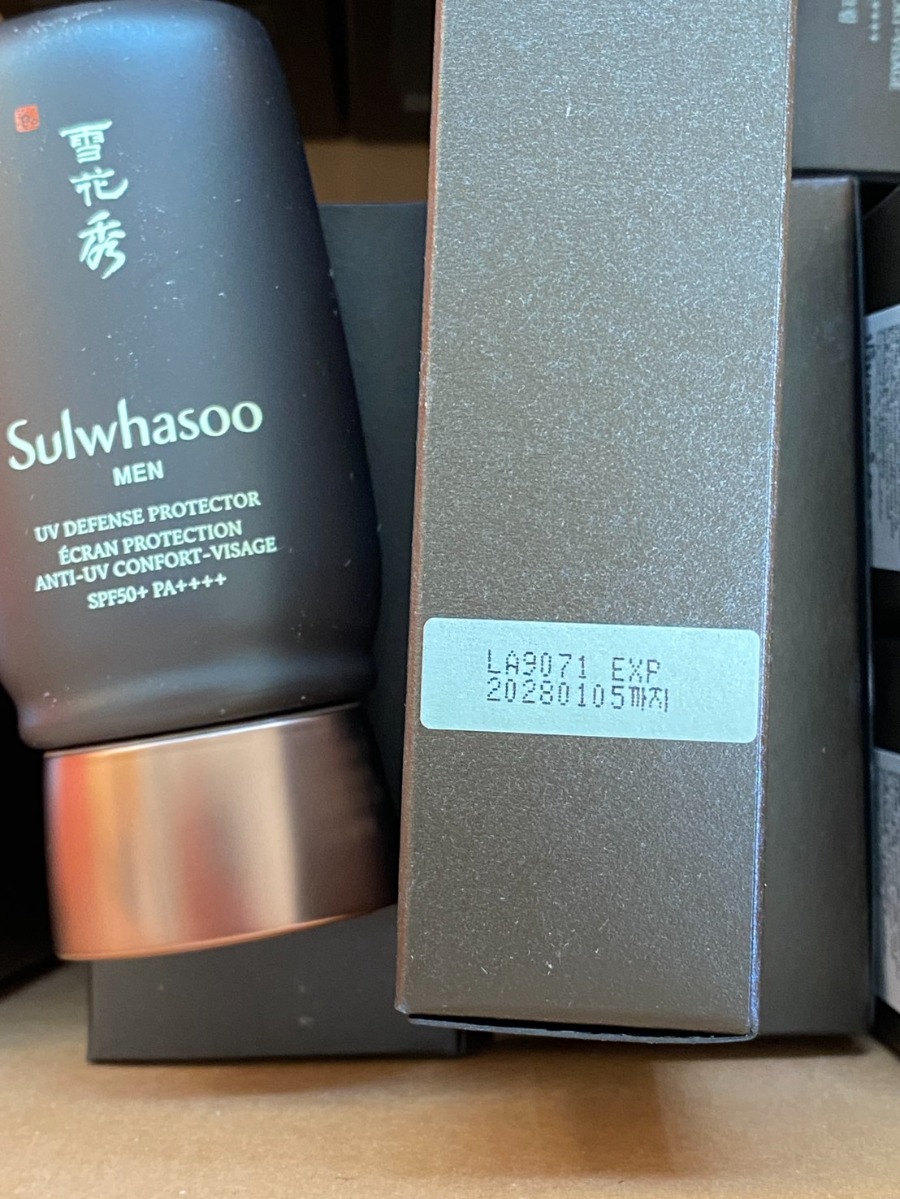 雪花秀
Sulwhasoo
MEN
UV DEFENSE PROTECTOR
ÉCRAN PROTECTION
ANTI-UV CONFORT-VISAGE
SPF50+ PA++++
LA9071 EXP
20280105까지